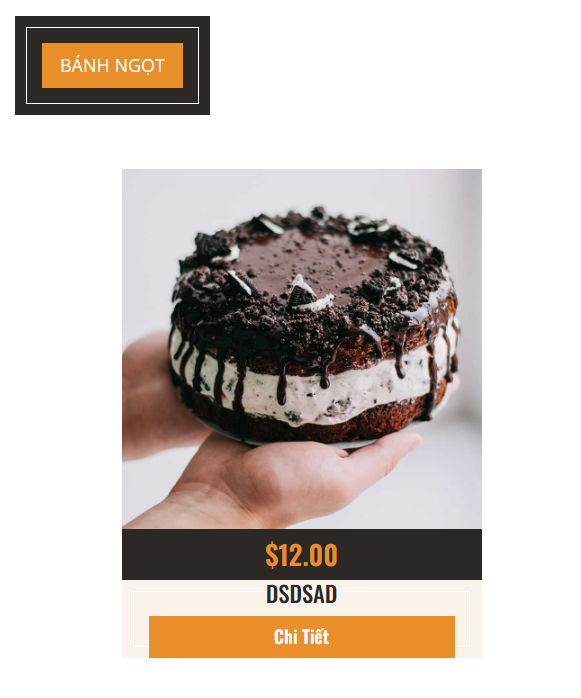 BÁNH NGỌT
$12.00
DSDSAD
Chi Tiết